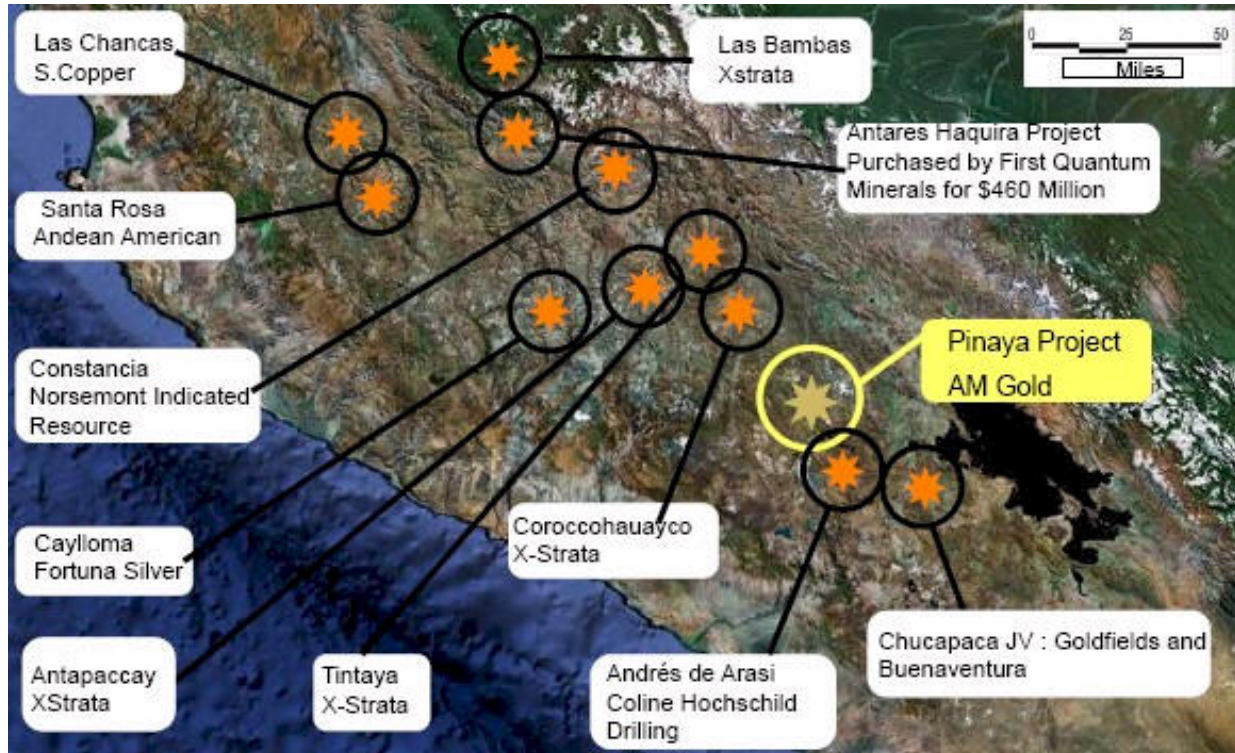 Las Chancas
S.Copper
Las Bambas
Xstrata
0 25 50
Miles
Antares Haquira Project
Purchased by First Quantum
Minerals for $460 Million
Santa Rosa
Andean American
Pinaya Project
AM Gold
Constancia
Norsemont Indicated
Resource
Coroccohauayco
X-Strata
Caylloma
Fortuna Silver
Chucapaca JV : Goldfields and
Buenaventura
Antapaccay
XStrata
Tintaya
X-Strata
Andrés de Arasi
Coline Hochschild
Drilling